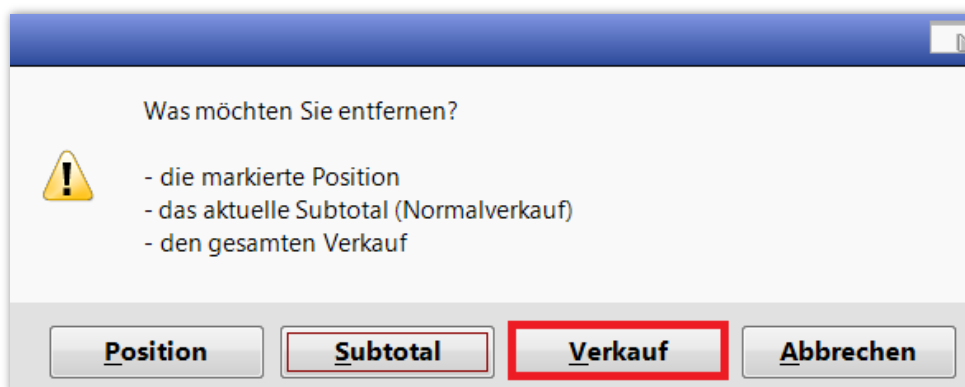 Was möchten Sie entfernen?
- die markierte Position
- das aktuelle Subtotal (Normalverkauf)
- den gesamten Verkauf
Position Subtotal Verkauf Abbrechen